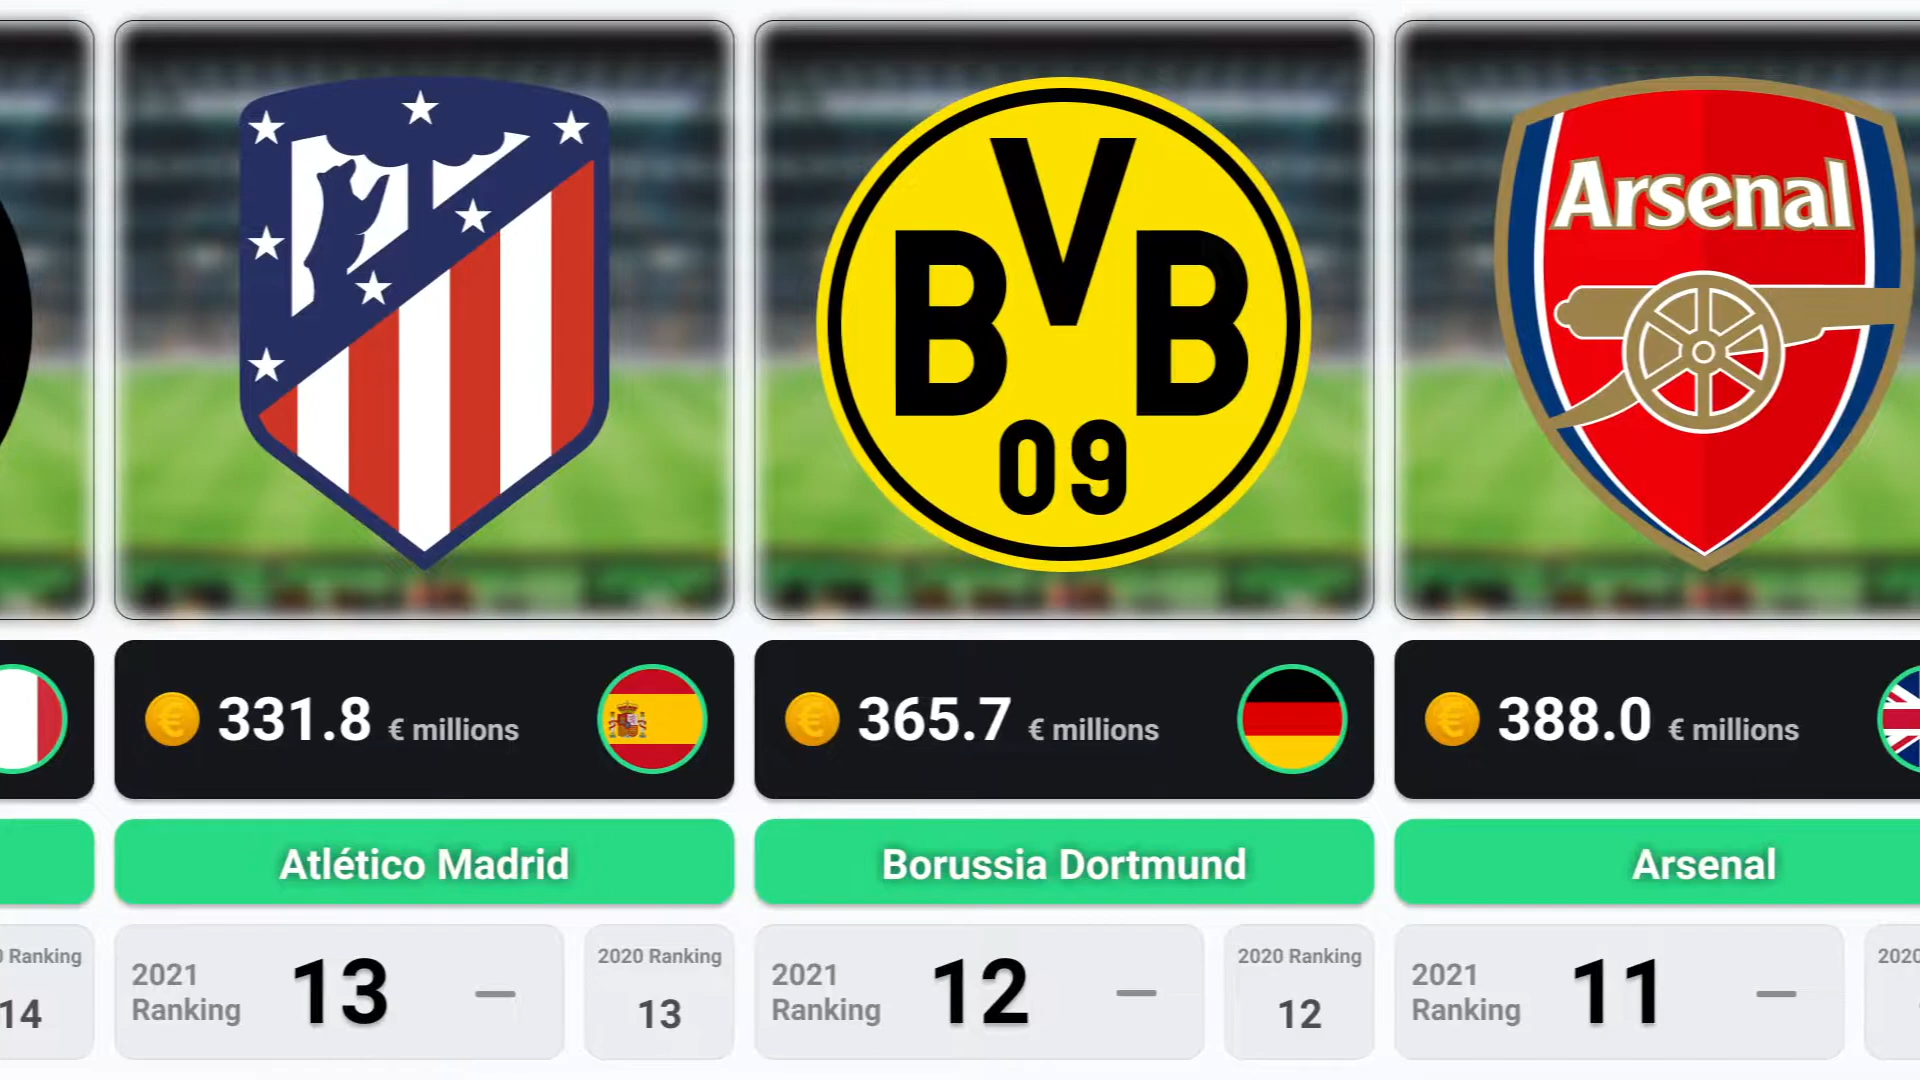 BVB
09
Arsenal
331.8 € millions
365.7 € millions
388.0 € millions
Atlético Madrid
Borussia Dortmund
Arsenal
Ranking
14
2021
Ranking
13
2020 Ranking
13
2021
Ranking
12
2020 Ranking
12
2021
Ranking
11
2020